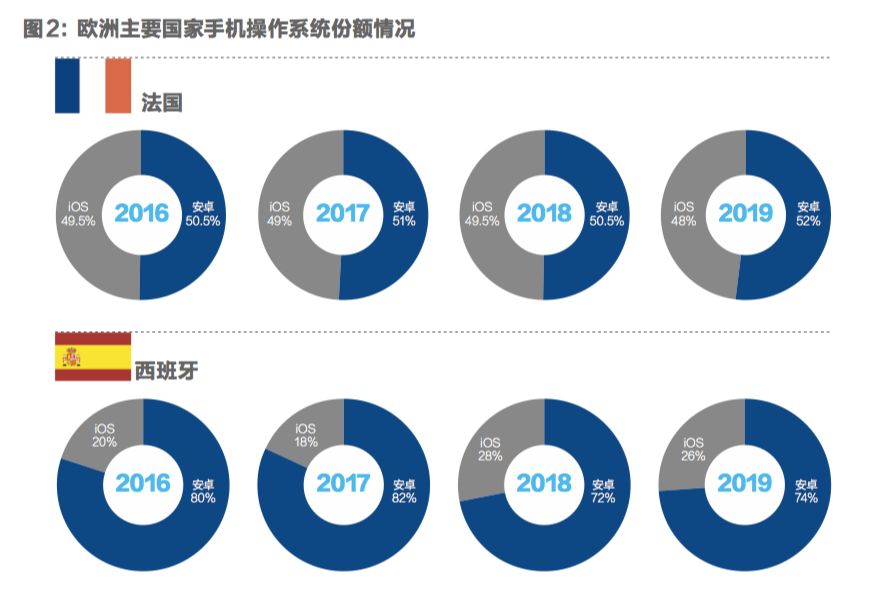 图2：欧洲主要国家手机操作系统份额情况
法国
iOS
49.5%
2016
安卓
50.5%
iOS
49%
2017
安卓
51%
iOS
49.5%
2018
安卓
50.5%
iOS
48%
2019
安卓
52%
西班牙
iOS
20%
2016
安卓
80%
iOS
18%
2017
安卓
82%
iOS
28%
2018
安卓
72%
iOS
26%
2019
安卓
74%